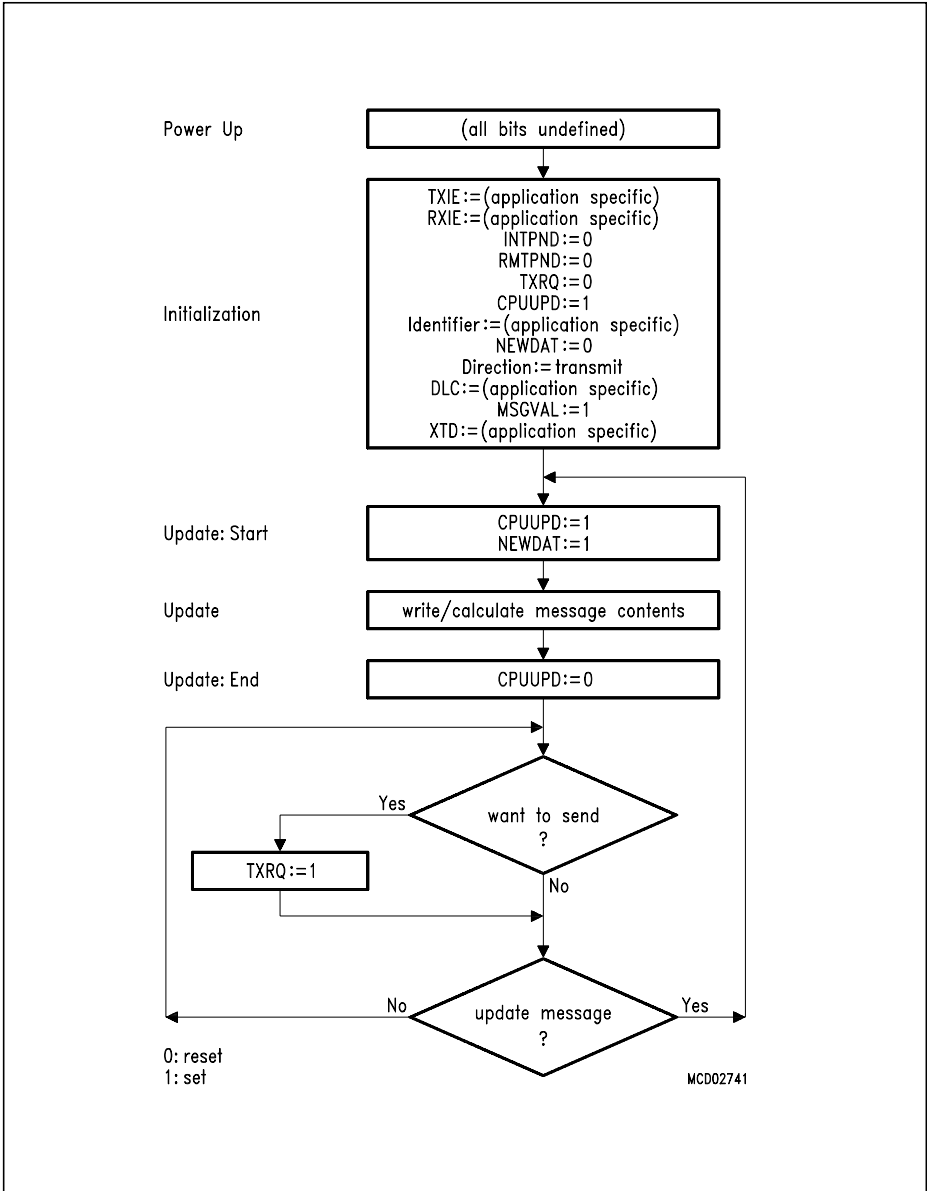 Power Up
(all bits undefined)
Initialization
TXIE:=(application specific)
RXIE:=(application specific)
INTPND:=0
RMTPND:=0
TXRQ:=0
CPUUPD:=1
Identifier:=(application specific)
NEWDAT:=0
Direction:=transmit
DLC:=(application specific)
MSGVAL:=1
XTD:=(application specific)
Update: Start
CPUUPD:=1
NEWDAT:=1
Update
write/calculate message contents
Update: End
CPUUPD:=0
Yes
want to send
?
TXRQ:=1
No
No
update message
?
Yes
0: reset
1: set
MCD02741